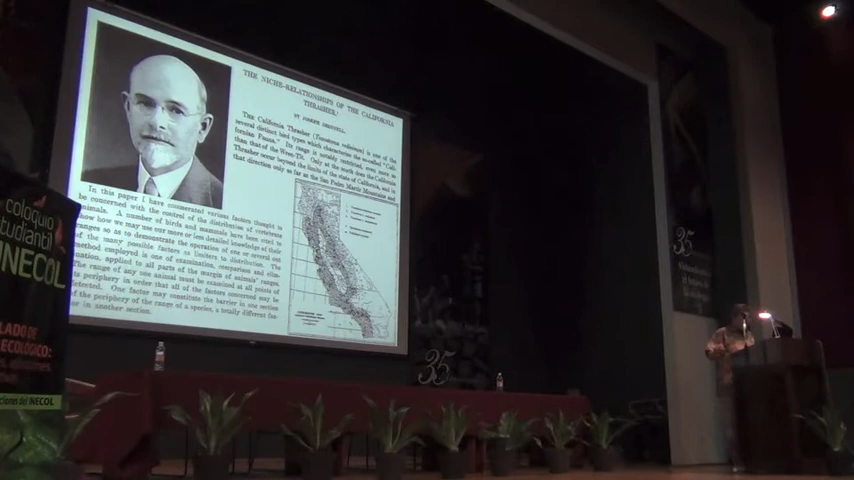 THE NICHE-RELATIONSHIPS OF THE CALIFORNIA
THRASHER.
BY JOSEPH GRINNELL.
THE California Thrasher (Toxostoma redivivum) is one of the
several distinct bird types which characterize the so-called "Cali-
fornian Fauna." Its range is notably restricted, even more so
than that of the Wren-Tit. Only at the north does the California
Thrasher occur beyond the limits of the state of California, and in
that direction only as far as the San Pedro Martir Mountains and
In this paper I have enumerated various factors thought to
be concerned with the control of the distribution of vertebrate
animals. A number of birds and mammals have been cited to
show how we may use our more or less detailed knowledge of their
ranges so as to demonstrate the operation of one or several out
of the many possible factors as limiters to distribution. The
method employed is one of examination, comparison and elimi-
nation, applied to all parts of the margin of animals' ranges.
The range of any one animal must be examined at all points of
its periphery in order that all of the factors concerned may be
detected. One factor may constitute the barrier in one section
of the periphery of the range of a species, a totally different fac-
tor in another section.
coloquio
estudiantil
INECOL
LADO DE
ECOLÓGICO:
ciones del INECOL
35
35